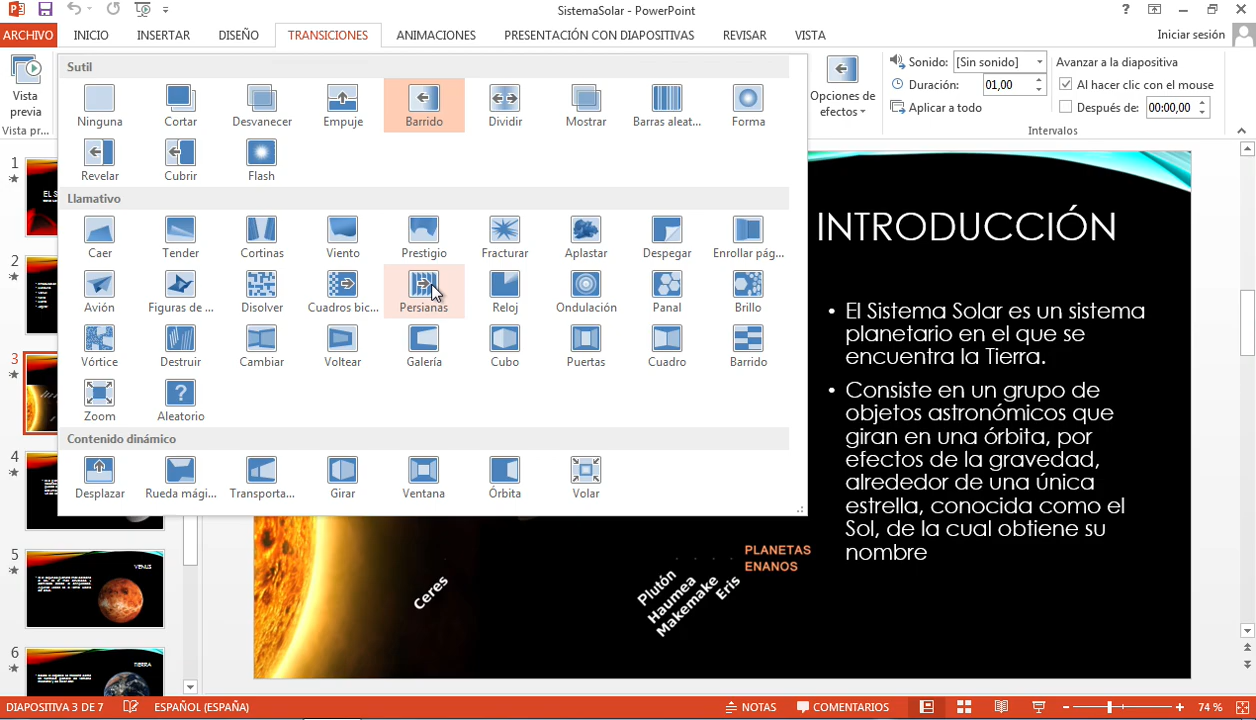 SistemaSolar - PowerPoint
ARCHIVO INICIO INSERTAR DISEÑO TRANSICIONES ANIMACIONES PRESENTACIÓN CON DIAPOSITIVAS REVISAR VISTA Iniciar sesión
Vista
previa
Vista pr...
Sutil
Ninguna Cortar Desvanecer Empuje Barrido Dividir Mostrar Barras aleat... Forma
Revelar Cubrir Flash
Llamativo
Caer Tender Cortinas Viento Prestigio Fracturar Aplastar Despegar Enrollar pág...
Avión Figuras de ... Disolver Cuadros bic... Persianas Reloj Ondulación Panal Brillo
Vórtice Destruir Cambiar Voltear Galería Cubo Puertas Cuadro Barrido
Zoom Aleatorio
Contenido dinámico
Desplazar Rueda mági... Transporta... Girar Ventana Órbita Volar
Opciones de
efectos
Sonido: [Sin sonido]
Duración: 01,00
Aplicar a todo
Avanzar a la diapositiva
Al hacer clic con el mouse
Después de: 00:00,00
Intervalos
1
2
3
4
5
VENUS
6
TIERRA
INTRODUCCIÓN
• El Sistema Solar es un sistema
planetario en el que se
encuentra la Tierra.
• Consiste en un grupo de
objetos astronómicos que
giran en una órbita, por
efectos de la gravedad,
alrededor de una única
estrella, conocida como el
Sol, de la cual obtiene su
nombre
PLANETAS
ENANOS
Ceres
Plutón
Haumea
Makemake
Eris
DIAPOSITIVA 3 DE 7 ESPAÑOL (ESPAÑA) NOTAS COMENTARIOS 74 %